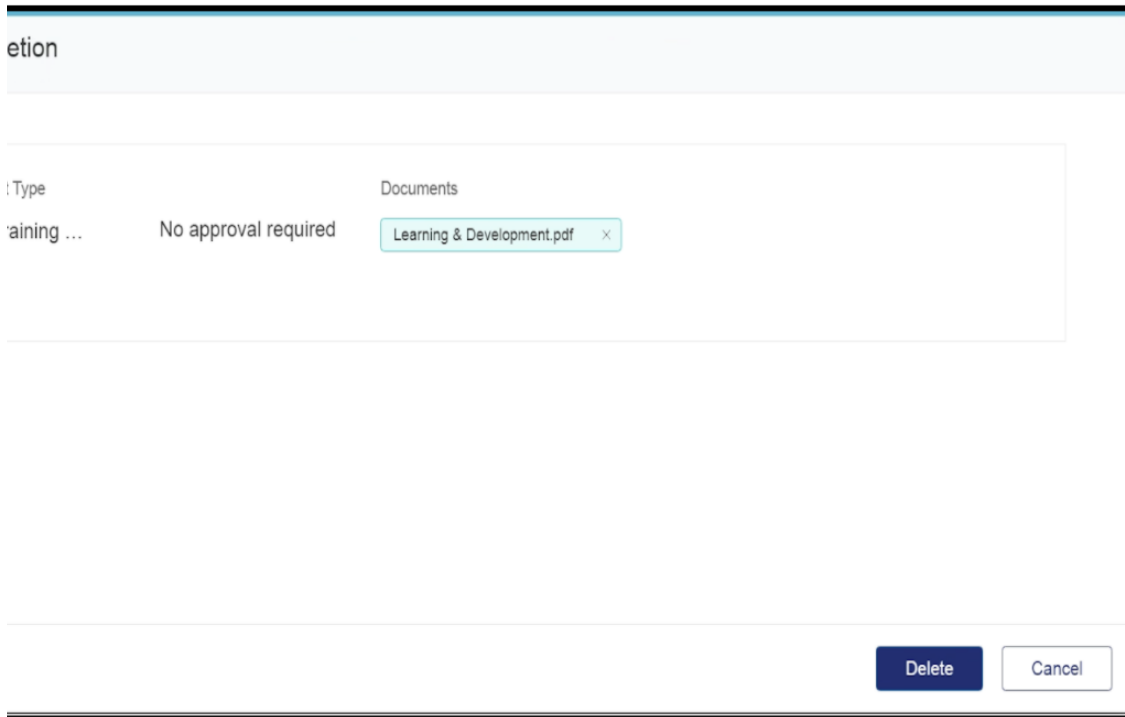 etion
t Type
Documents
raining ...
No approval required
Learning & Development.pdf ×
Delete
Cancel